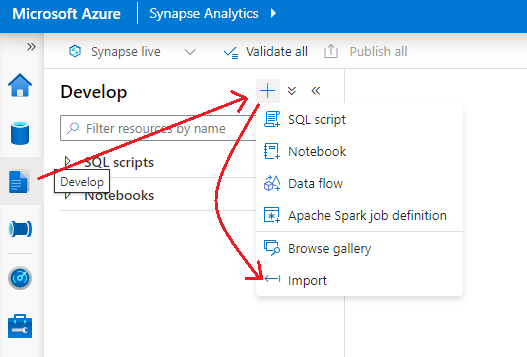 Microsoft Azure Synapse Analytics
Synapse live Validate all Publish all
Develop
Filter resources by name
SQL scripts
Develop
Notebooks
SQL script
Notebook
Data flow
Apache Spark job definition
Browse gallery
Import